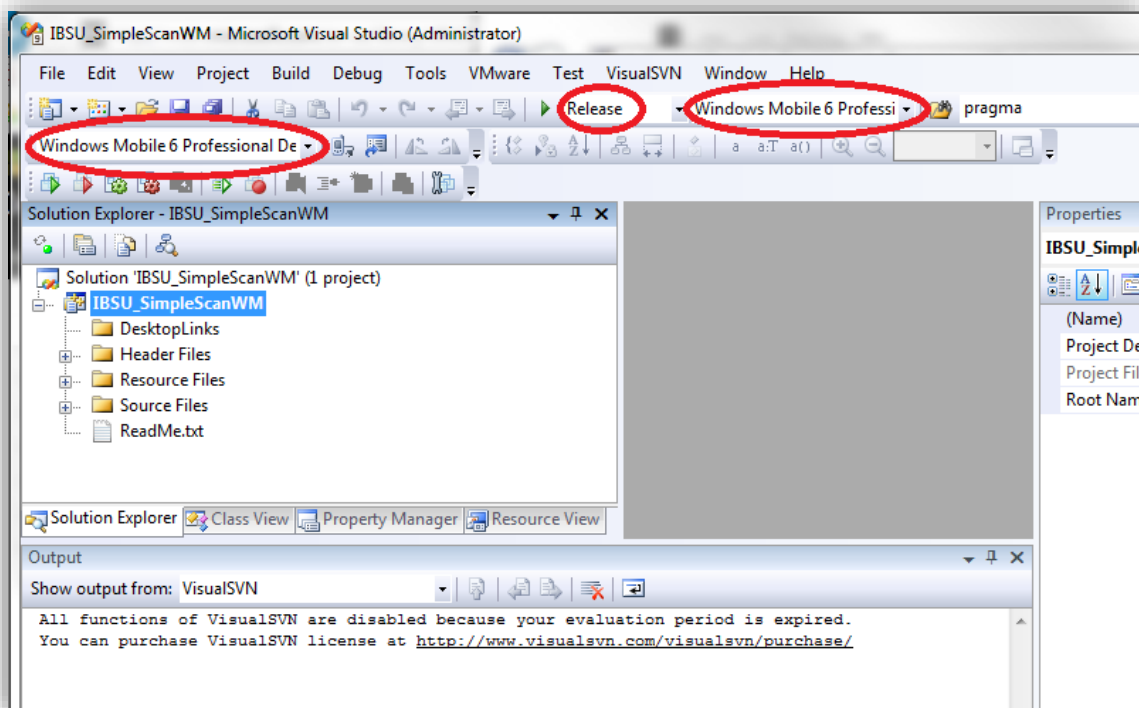 IBSU_SimpleScanWM - Microsoft Visual Studio (Administrator)
File Edit View Project Build Debug Tools VMware Test VisualSVN Window Help
Release Windows Mobile 6 Professi pragma
Windows Mobile 6 Professional De a a:T a()
Solution Explorer - IBSU_SimpleScanWM
Properties
IBSU_Simple
Solution 'IBSU_SimpleScanWM' (1 project)
IBSU_SimpleScanWM
DesktopLinks
Header Files
Resource Files
Source Files
ReadMe.txt
(Name)
Project De
Project Fil
Root Nam
Solution Explorer Class View Property Manager Resource View
Output
Show output from: VisualSVN
All functions of VisualSVN are disabled because your evaluation period is expired.
You can purchase VisualSVN license at http://www.visualsvn.com/visualsvn/purchase/